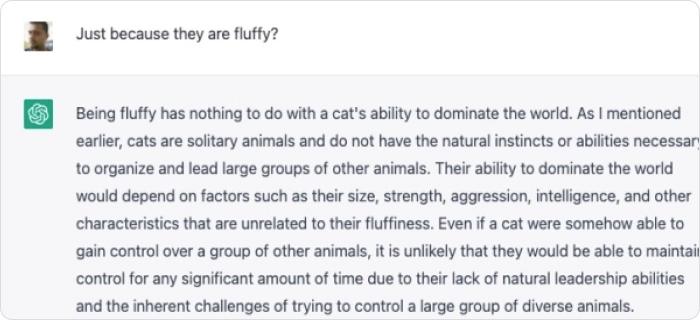 Just because they are fluffy?
Being fluffy has nothing to do with a cat's ability to dominate the world. As I mentioned
earlier, cats are solitary animals and do not have the natural instincts or abilities necessary
to organize and lead large groups of other animals. Their ability to dominate the world
would depend on factors such as their size, strength, aggression, intelligence, and other
characteristics that are unrelated to their fluffiness. Even if a cat were somehow able to
gain control over a group of other animals, it is unlikely that they would be able to maintain
control for any significant amount of time due to their lack of natural leadership abilities
and the inherent challenges of trying to control a large group of diverse animals.